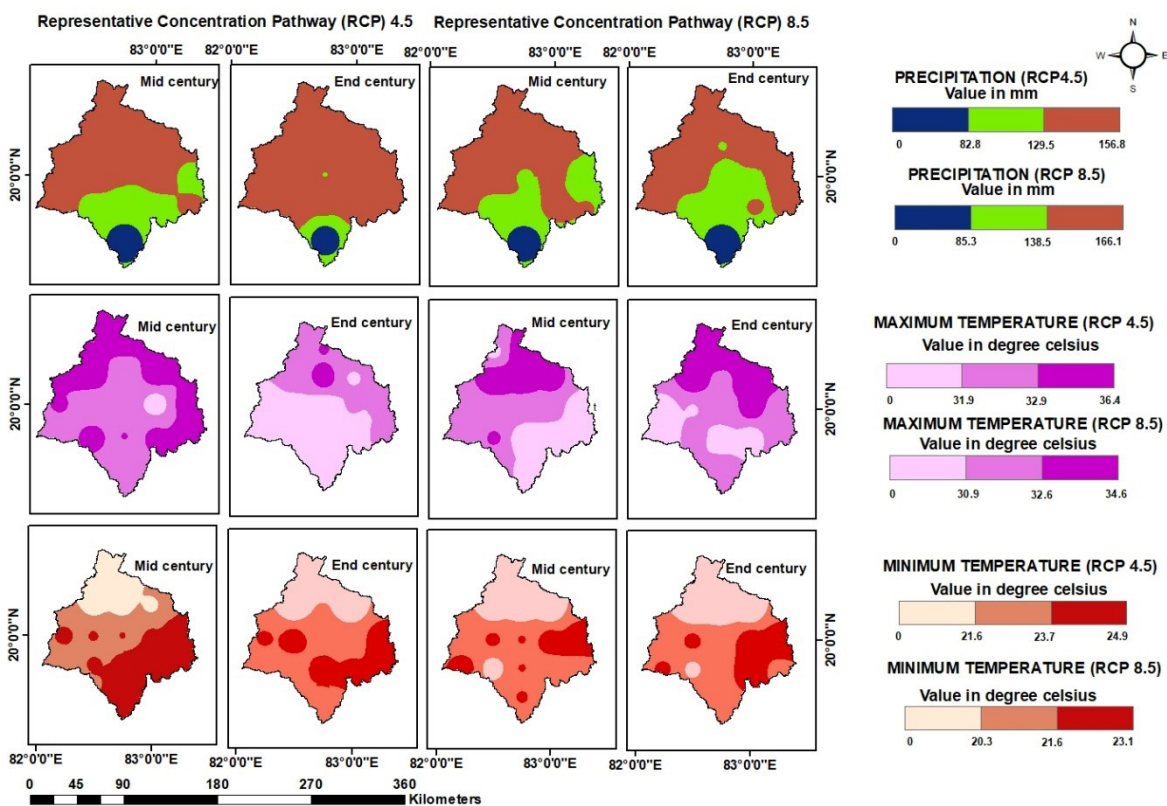 Representative Concentration Pathway (RCP) 4.5
Representative Concentration Pathway (RCP) 8.5
83°0'0"E 82°0'0"E 83°0'0"E 82°0'0"E 83°0'0"E 83°0'0"E
N
W E
S
Mid century
End century
Mid century
End century
20°0'0"N
20°0'0"N
PRECIPITATION (RCP4.5)
Value in mm
0 82.8 129.5 156.8
PRECIPITATION (RCP 8.5)
Value in mm
0 85.3 138.5 166.1
Mid century
End century
Mid century
End century
20°0'0"N
20°0'0"N
MAXIMUM TEMPERATURE (RCP 4.5)
Value in degree celsius
0 31.9 32.9 36.4
MAXIMUM TEMPERATURE (RCP 8.5)
Value in degree celsius
0 30.9 32.6 34.6
Mid century
End century
Mid century
End century
20°0'0"N
20°0'0"N
MINIMUM TEMPERATURE (RCP 4.5)
Value in degree celsius
0 21.6 23.7 24.9
MINIMUM TEMPERATURE (RCP 8.5)
Value in degree celsius
0 20.3 21.6 23.1
82°0'0"E 83°0'0"E 82°0'0"E 83°0'0"E 82°0'0"E 83°0'0"E 82°0'0"E 83°0'0"E
0 45 90 180 270 360
Kilometers